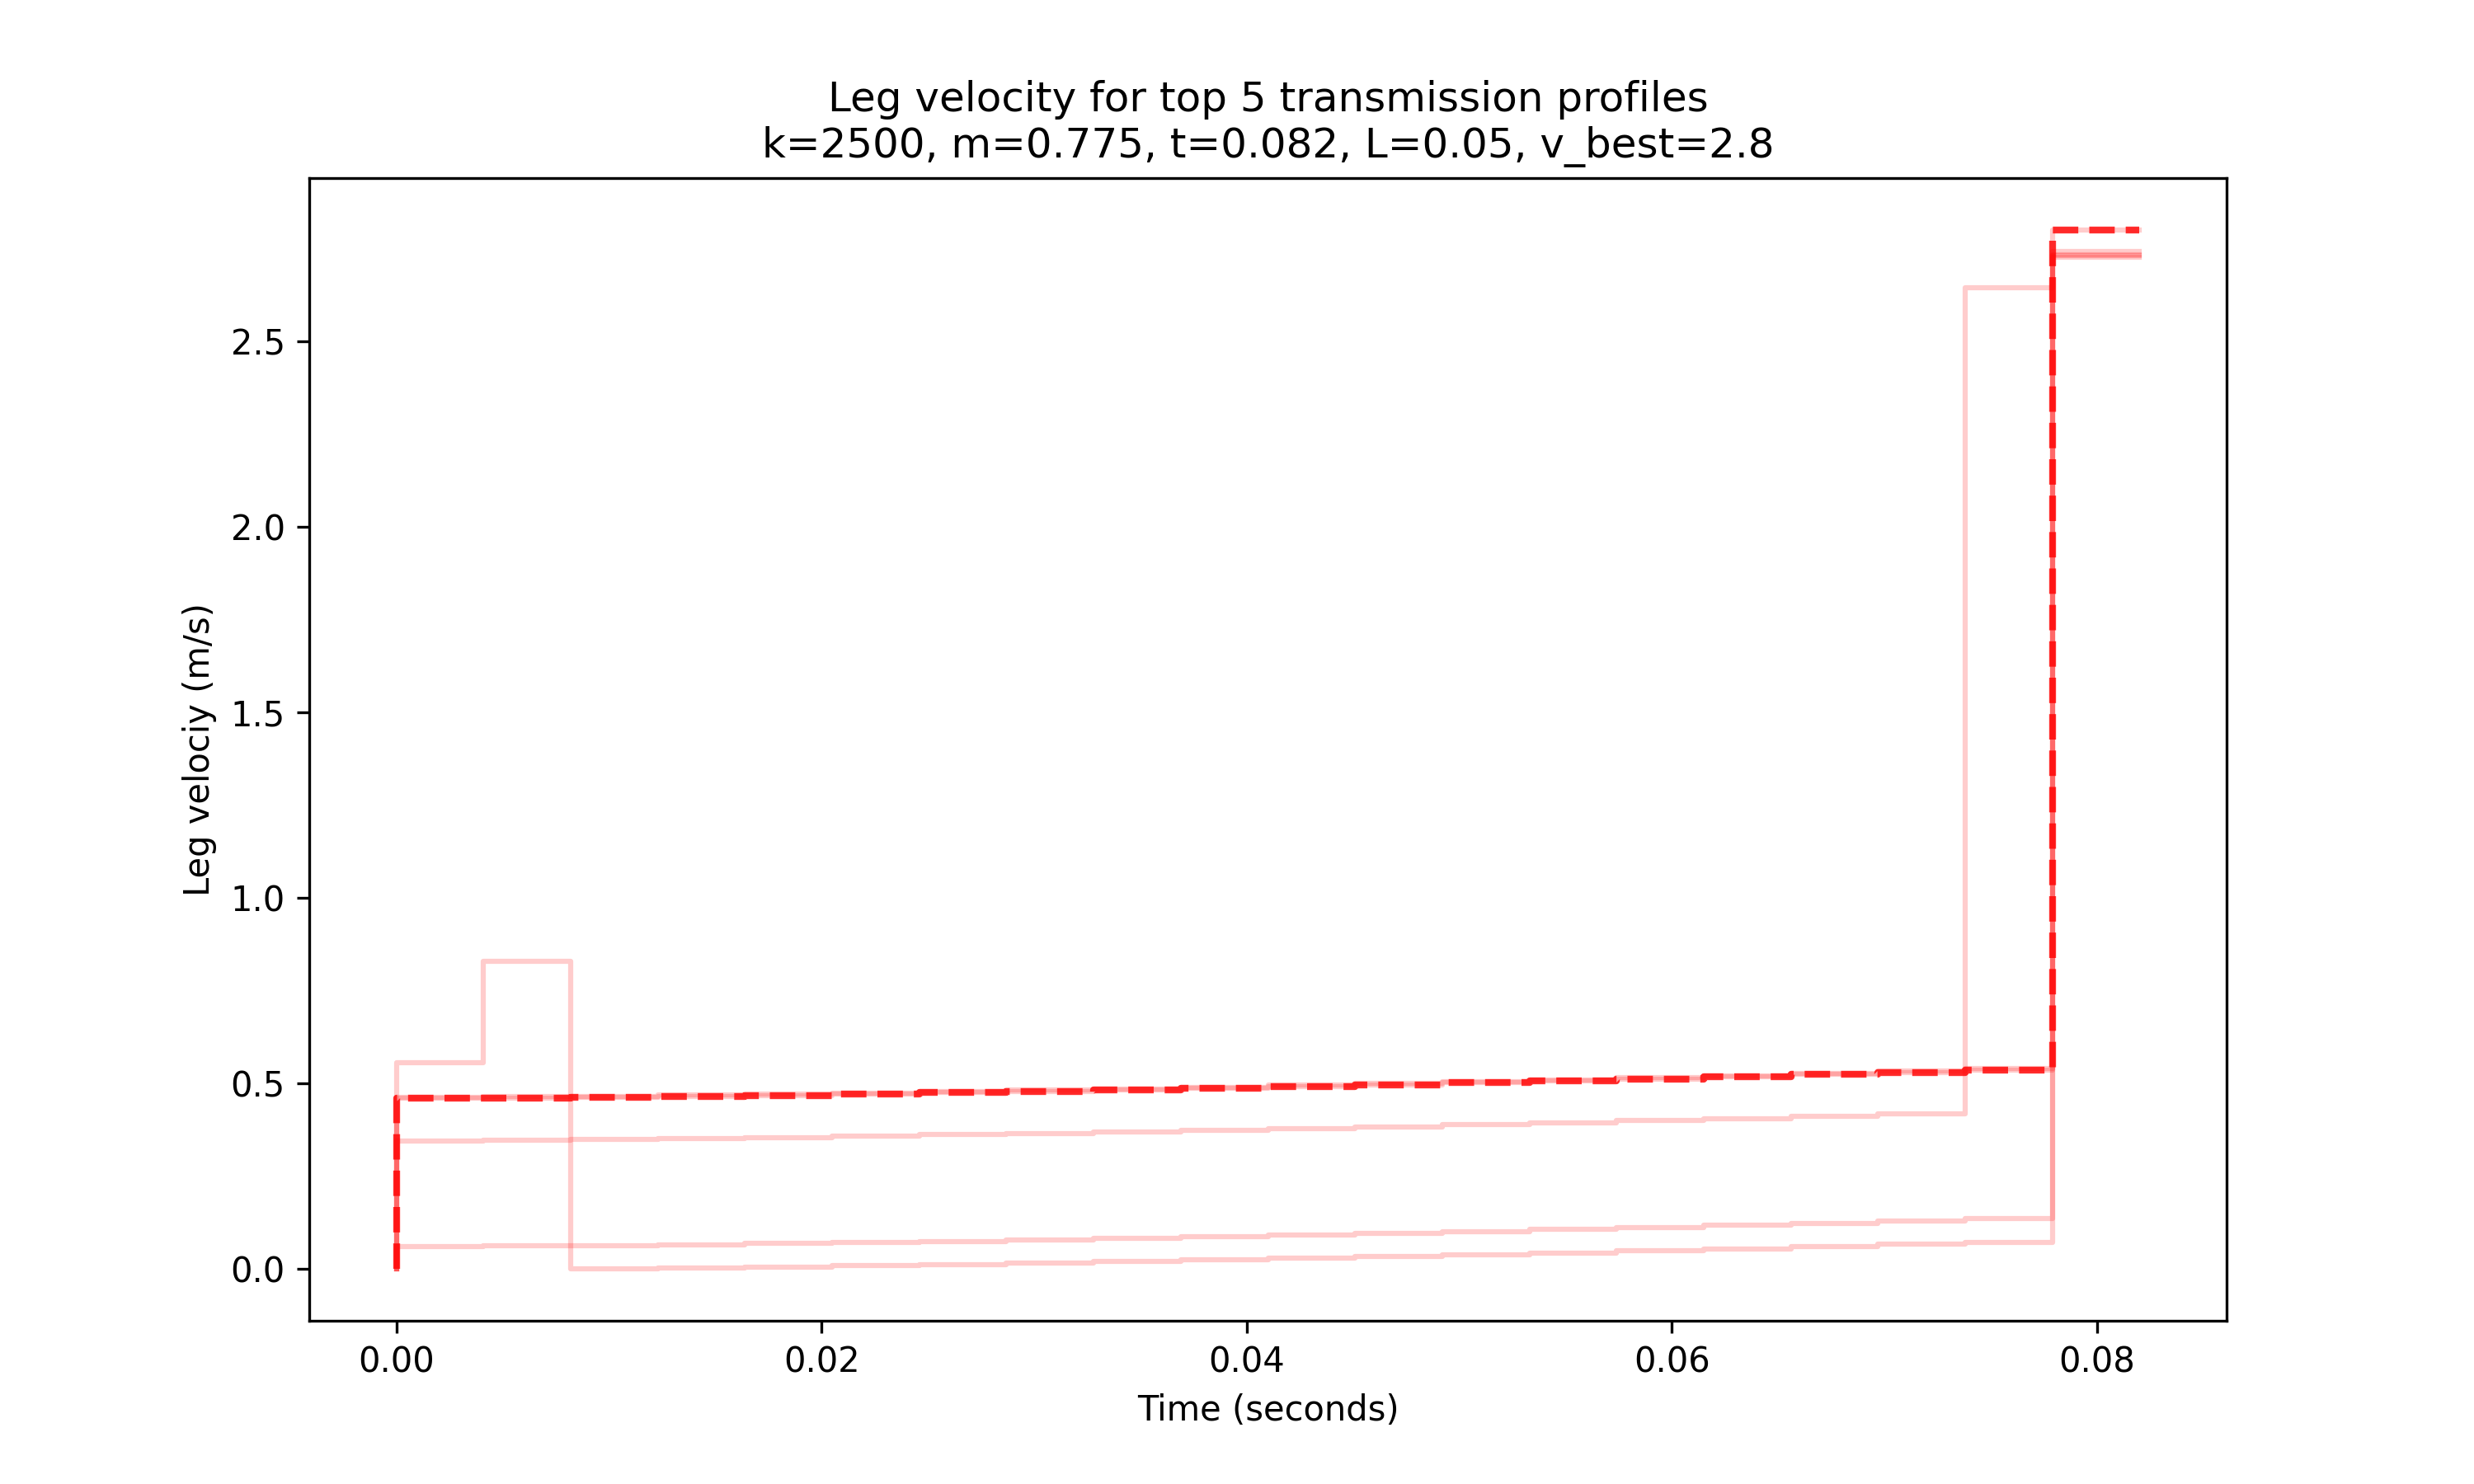 Leg velocity for top 5 transmission profiles
k=2500, m=0.775, t=0.082, L=0.05, v_best=2.8
Leg velociy (m/s)
2.5
2.0
1.5
1.0
0.5
0.0
0.00 0.02 0.04 0.06 0.08
Time (seconds)